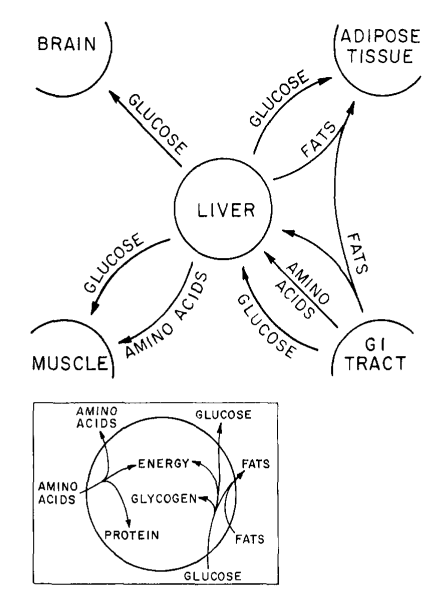 BRAIN
ADIPOSE
TISSUE
GLUCOSE
GLUCOSE
FATS
LIVER
GLUCOSE
AMINO ACIDS
FATS
AMINO
ACIDS
GLUCOSE
MUSCLE
GI
TRACT
AMINO
ACIDS
GLUCOSE
ENERGY
FATS
AMINO
ACIDS
GLYCOGEN
PROTEIN
FATS
GLUCOSE